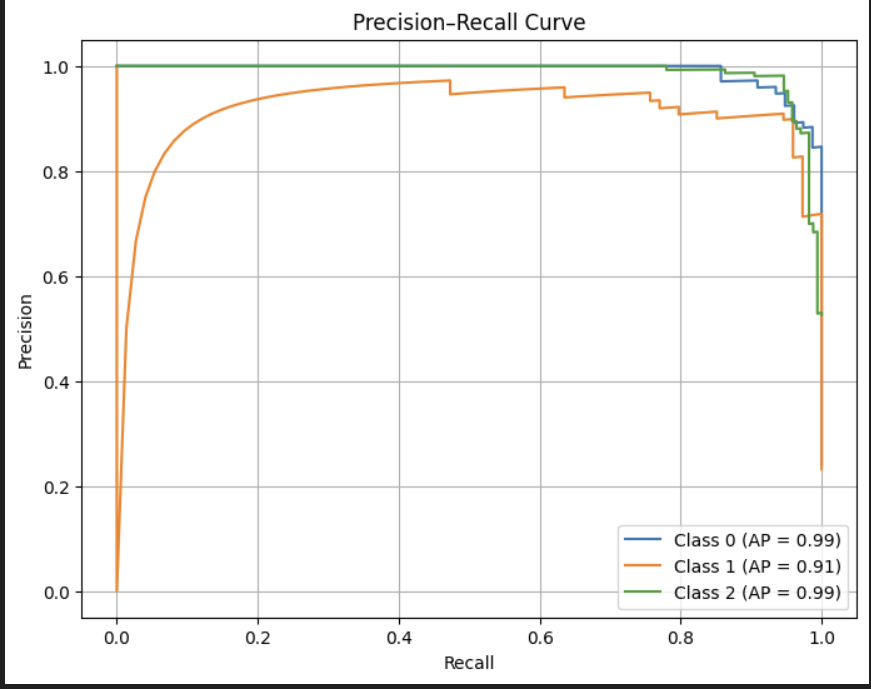 Precision–Recall Curve
Precision
1.0
0.8
0.6
0.4
0.2
0.0
Class 0 (AP = 0.99)
Class 1 (AP = 0.91)
Class 2 (AP = 0.99)
0.0 0.2 0.4 0.6 0.8 1.0
Recall